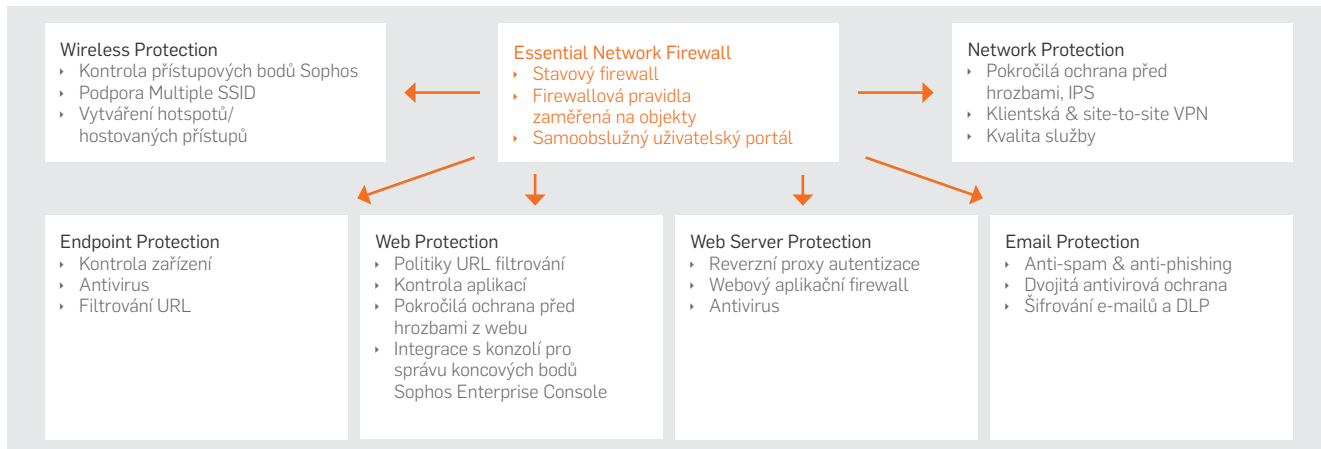 Wireless Protection
‣ Kontrola přístupových bodů Sophos
‣ Podpora Multiple SSID
‣ Vytváření hotspotů/
hostovaných přístupů
Essential Network Firewall
‣ Stavový firewall
‣ Firewallová pravidla
zaměřená na objekty
‣ Samoobslužný uživatelský portál
Network Protection
‣ Pokročilá ochrana před
hrozbami, IPS
‣ Klientská & site-to-site VPN
‣ Kvalita služby
Endpoint Protection
‣ Kontrola zařízení
‣ Antivirus
‣ Filtrování URL
Web Protection
‣ Politiky URL filtrování
‣ Kontrola aplikací
‣ Pokročilá ochrana před
hrozbami z webu
‣ Integrace s konzolí pro
správu koncových bodů
Sophos Enterprise Console
Web Server Protection
‣ Reverzní proxy autentizace
‣ Webový aplikační firewall
‣ Antivirus
Email Protection
‣ Anti-spam & anti-phishing
‣ Dvojitá antivirová ochrana
‣ Šifrování e-mailů a DLP